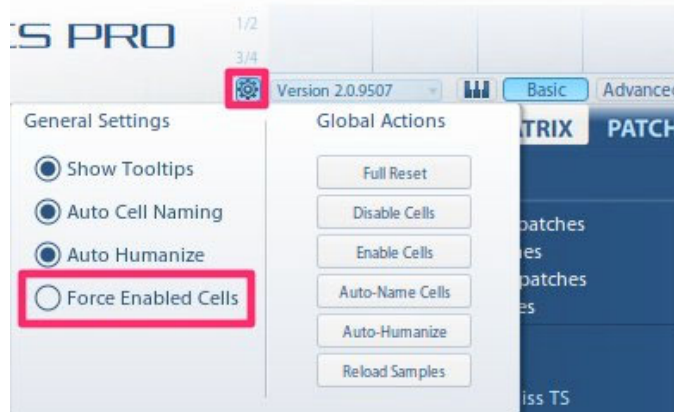 S PRO
1/2
3/4
Version 2.0.9507
Basic
Advanced
General Settings
Global Actions
TRIX
PATCH
Show Tooltips
Full Reset
Auto Cell Naming
Disable Cells
patches
Auto Humanize
Enable Cells
es
patches
Force Enabled Cells
Auto-Name Cells
es
Auto-Humanize
Reload Samples
iss TS